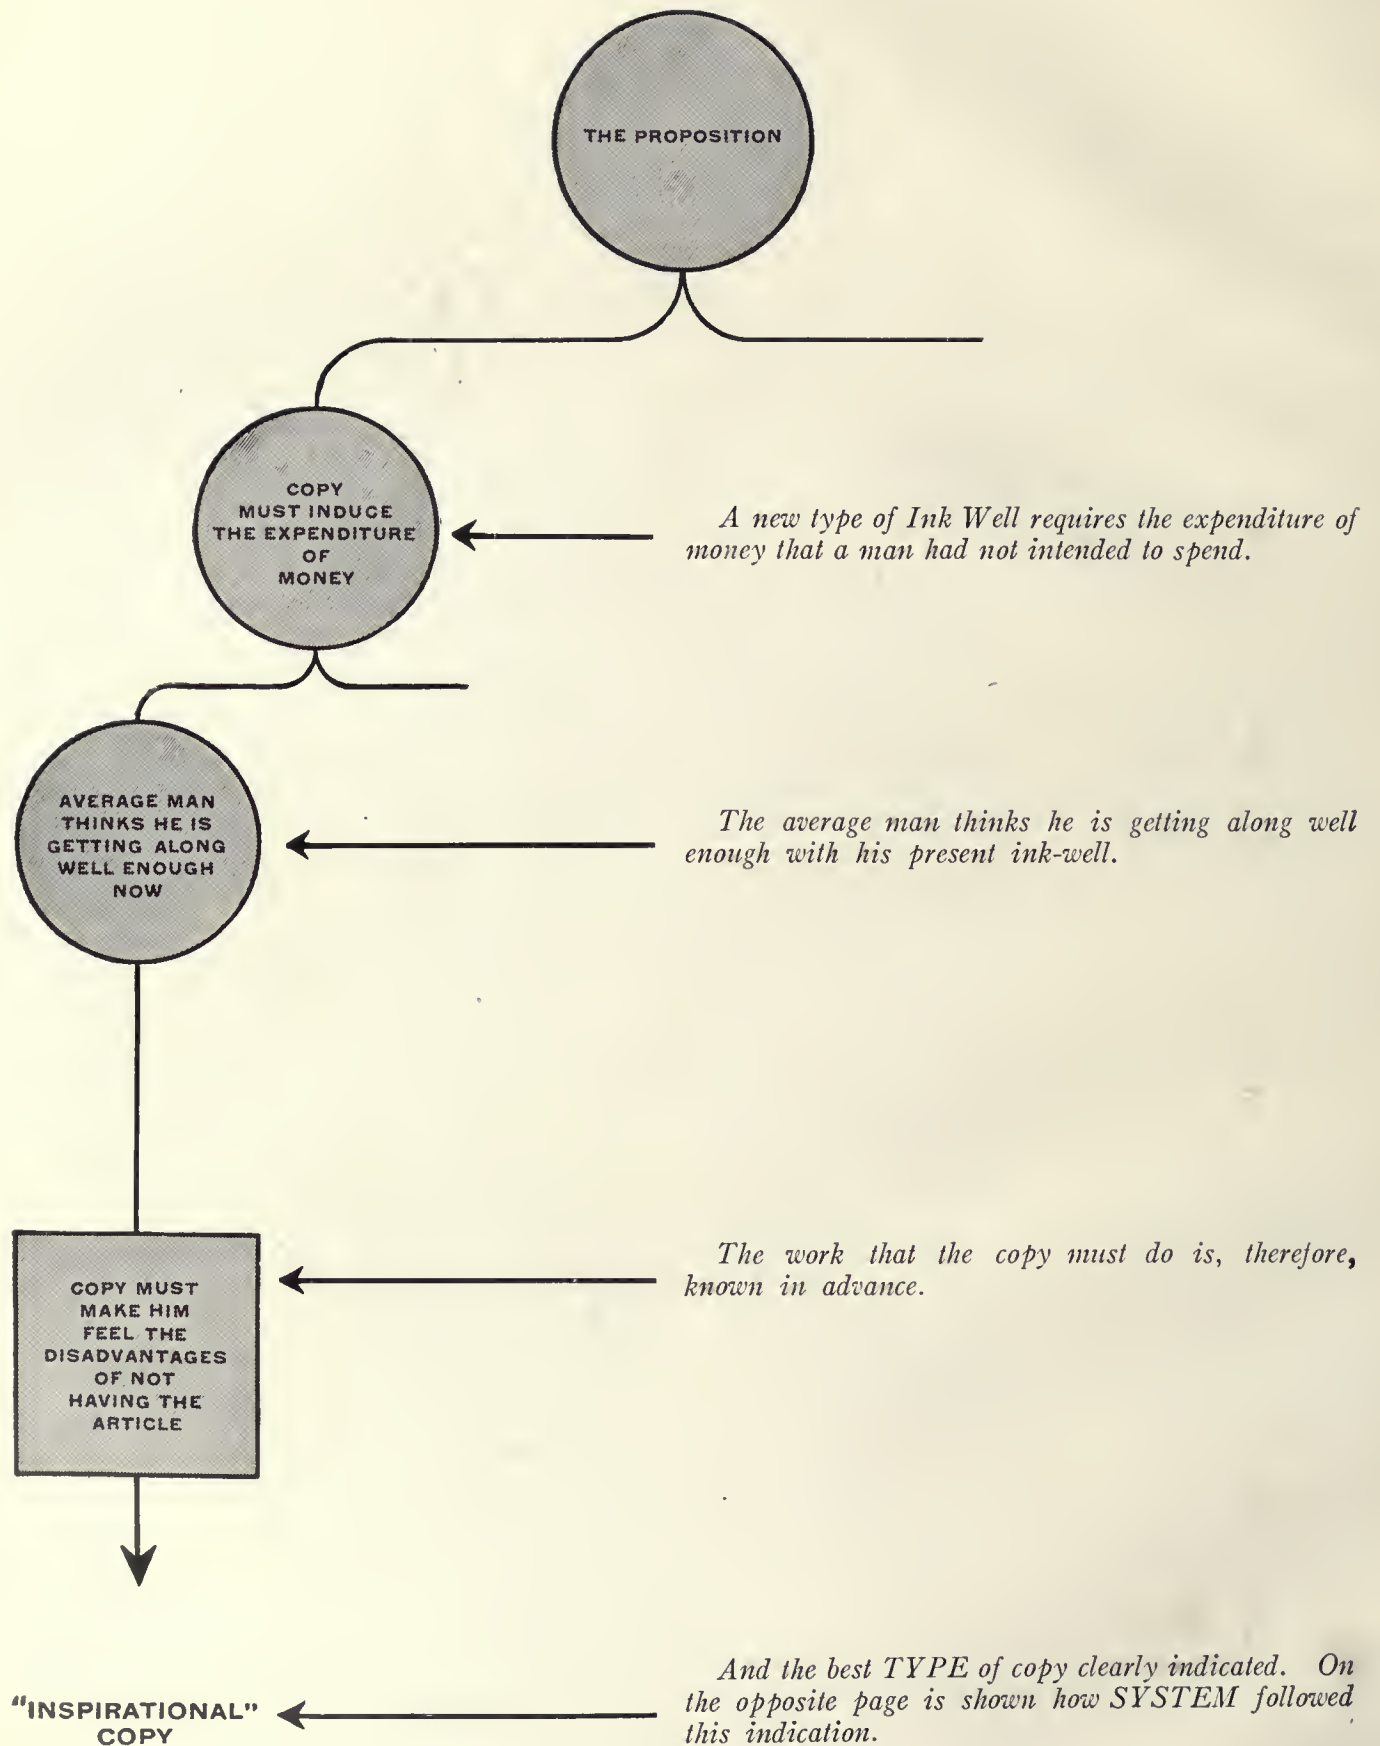 THE PROPOSITION
COPY
MUST INDUCE
THE EXPENDITURE
OF
MONEY
A new type of Ink Well requires the expenditure of
money that a man had not intended to spend.
AVERAGE MAN
THINKS HE IS
GETTING ALONG
WELL ENOUGH
NOW
The average man thinks he is getting along well
enough with his present ink-well.
COPY MUST
MAKE HIM
FEEL THE
DISADVANTAGES
OF NOT
HAVING THE
ARTICLE
The work that the copy must do is, therefore,
known in advance.
"INSPIRATIONAL"
COPY
And the best TYPE of copy clearly indicated. On
the opposite page is shown how SYSTEM followed
this indication.